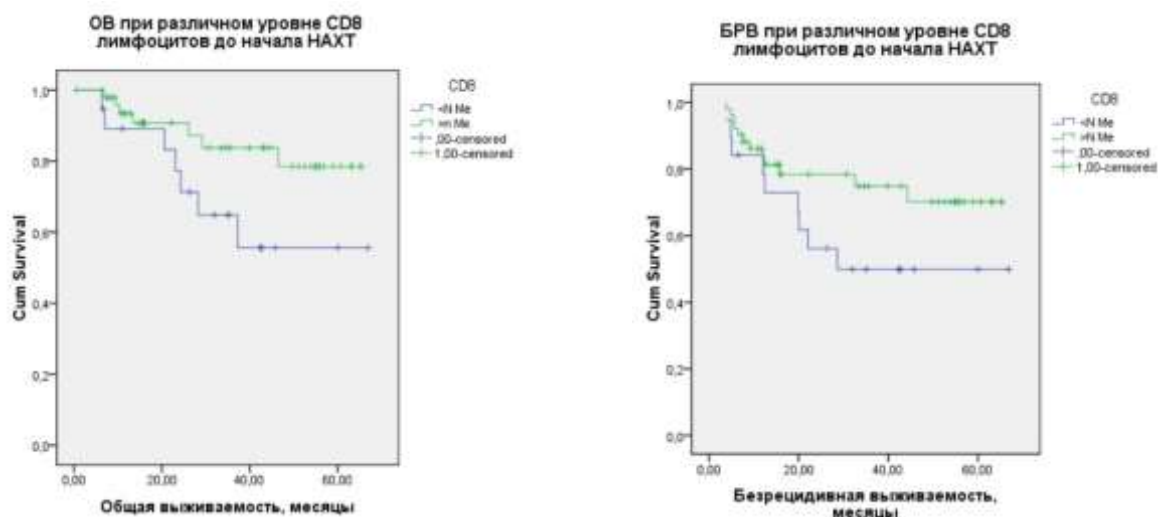 ОВ при различном уровне CD8
лимфоцитов до начала НАХТ
CD8
<N Me
>=n Me
,00-censored
1,00-censored
Cum Survival
1,0
0,8
0,6
0,4
0,2
0,0
0,00
20,00
40,00
60,00
Общая выживаемость, месяцы
БРВ при различном уровне CD8
лимфоцитов до начала НАХТ
CD8
<N Me
>N Me
,00-censored
1,00-censored
Cum Survival
1,0
0,8
0,6
0,4
0,2
0,0
0,00
20,00
40,00
60,00
Безрецидивная выживаемость,
месяцы